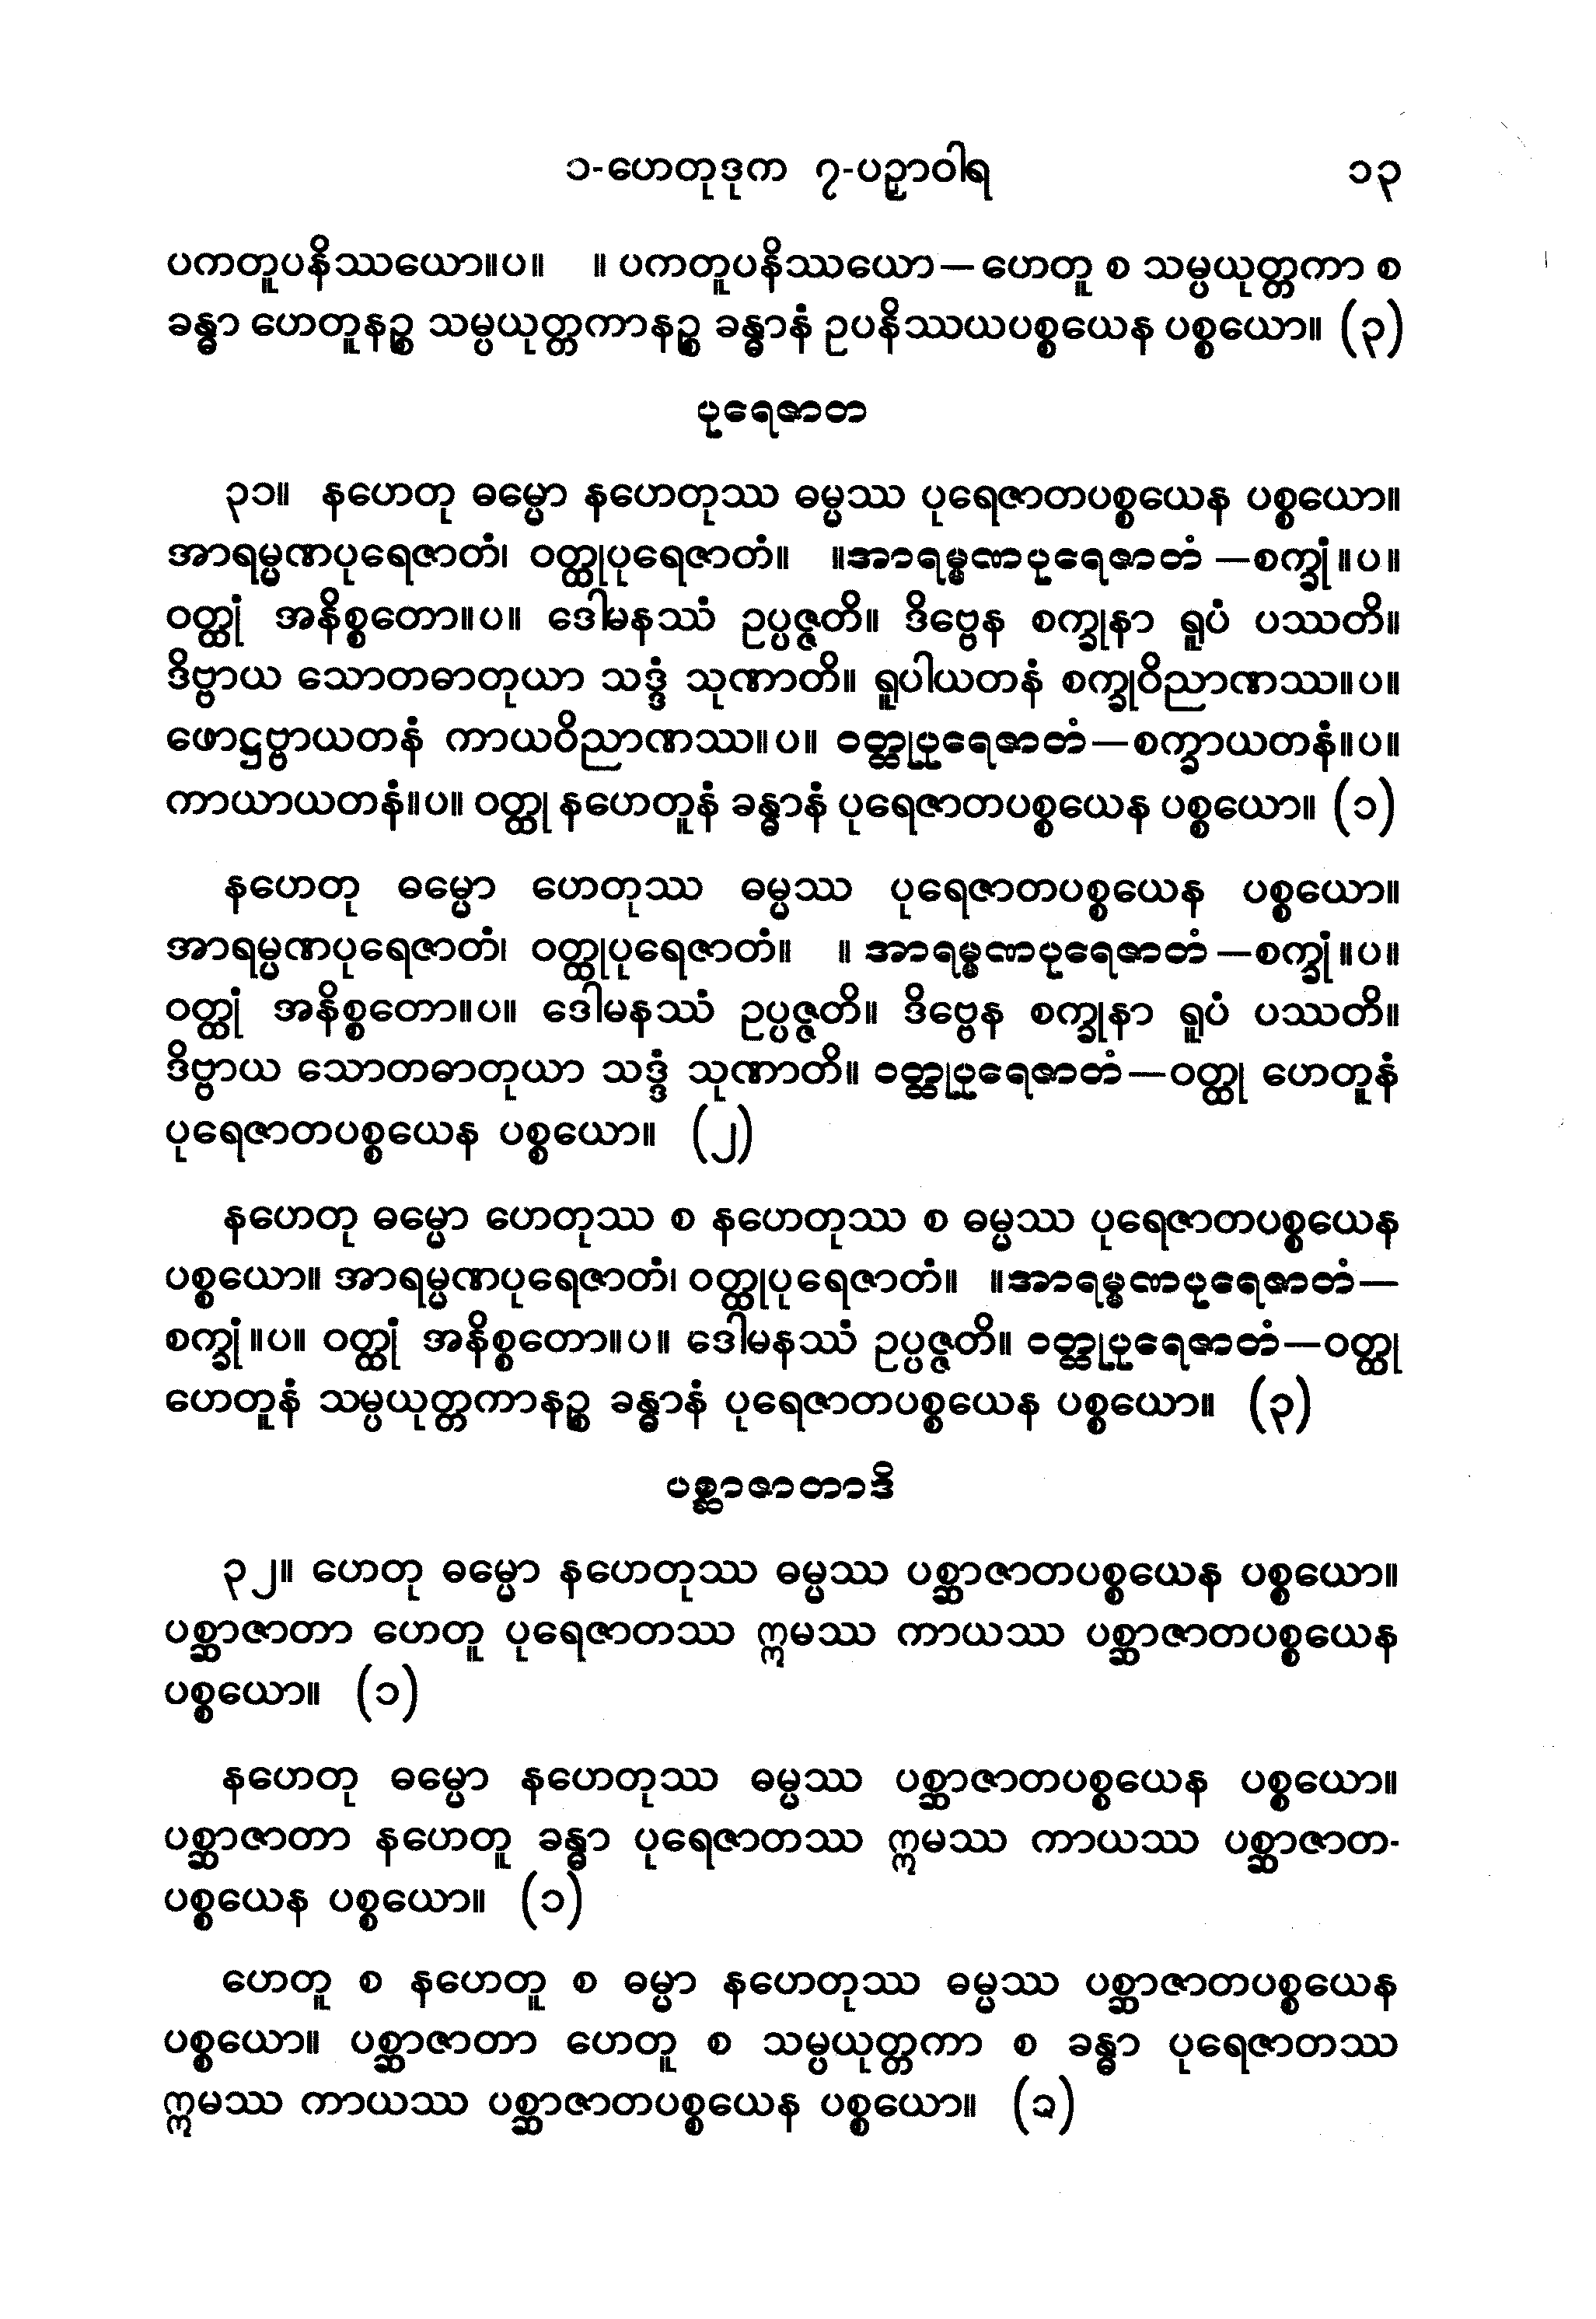 ၁-ဟေတုဒုက ၇-ပဉှာဝါရ ၁၃
ပကတူပနိဿယော။ပ။ ။ ပကတူပနိဿယော—ဟေတူ စ သမ္ပယုတ္တကာ စ
ခန္ဓာ ဟေတူနဉ္စ သမ္ပယုတ္တကာနဉ္စ ခန္ဓာနံ ဥပနိဿယပစ္စယေန ပစ္စယော။ (၃)
ပုရေဇာတ
၃၁။ နဟေတု ဓမ္မော နဟေတုဿ ဓမ္မဿ ပုရေဇာတပစ္စယေန ပစ္စယော။
အာရမ္မဏပုရေဇာတံ၊ ဝတ္ထုပုရေဇာတံ။ ။အာရမ္မဏပုရေဇာတံ —စက္ခုံ။ပ။
ဝတ္ထုံ အနိစ္စတော။ပ။ ဒေါမနဿံ ဥပ္ပဇ္ဇတိ။ ဒိဗ္ဗေန စက္ခုနာ ရူပံ ပဿတိ။
ဒိဗ္ဗာယ သောတဓာတုယာ သဒ္ဒံ သုဏာတိ။ ရူပါယတနံ စက္ခုဝိညာဏဿ။ပ။
ဖောဋ္ဌဗ္ဗာယတနံ ကာယဝိညာဏဿ။ပ။ ဝတ္ထုပုရေဇာတံ—စက္ခာယတနံ။ပ။
ကာယာယတနံ။ပ။ ဝတ္ထု နဟေတူနံ ခန္ဓာနံ ပုရေဇာတပစ္စယေန ပစ္စယော။ (၁)
နဟေတု ဓမ္မော ဟေတုဿ ဓမ္မဿ ပုရေဇာတပစ္စယေန ပစ္စယော။
အာရမ္မဏပုရေဇာတံ၊ ဝတ္ထုပုရေဇာတံ။ ။ အာရမ္မဏပုရေဇာတံ —စက္ခုံ။ပ။
ဝတ္ထုံ အနိစ္စတော။ပ။ ဒေါမနဿံ ဥပ္ပဇ္ဇတိ။ ဒိဗ္ဗေန စက္ခုနာ ရူပံ ပဿတိ။
ဒိဗ္ဗာယ သောတဓာတုယာ သဒ္ဒံ သုဏာတိ။ ဝတ္ထုပုရေဇာတံ—ဝတ္ထု ဟေတူနံ
ပုရေဇာတပစ္စယေန ပစ္စယော။ (၂)
နဟေတု ဓမ္မော ဟေတုဿ စ နဟေတုဿ စ ဓမ္မဿ ပုရေဇာတပစ္စယေန
ပစ္စယော။ အာရမ္မဏပုရေဇာတံ၊ ဝတ္ထုပုရေဇာတံ။ ။အာရမ္မဏပုရေဇာတံ—
စက္ခုံ။ပ။ ဝတ္ထုံ အနိစ္စတော။ပ။ ဒေါမနဿံ ဥပ္ပဇ္ဇတိ။ ဝတ္ထုပုရေဇာတံ—ဝတ္ထု
ဟေတူနံ သမ္ပယုတ္တကာနဉ္စ ခန္ဓာနံ ပုရေဇာတပစ္စယေန ပစ္စယော။ (၃)
ပစ္ဆာဇာတာဒိ
၃၂။ ဟေတု ဓမ္မော နဟေတုဿ ဓမ္မဿ ပစ္ဆာဇာတပစ္စယေန ပစ္စယော။
ပစ္ဆာဇာတာ ဟေတူ ပုရေဇာတဿ ဣမဿ ကာယဿ ပစ္ဆာဇာတပစ္စယေန
ပစ္စယော။ (၁)
နဟေတု ဓမ္မော နဟေတုဿ ဓမ္မဿ ပစ္ဆာဇာတပစ္စယေန ပစ္စယော။
ပစ္ဆာဇာတာ နဟေတူ ခန္ဓာ ပုရေဇာတဿ ဣမဿ ကာယဿ ပစ္ဆာဇာတ-
ပစ္စယေန ပစ္စယော။ (၁)
ဟေတူ စ နဟေတူ စ ဓမ္မာ နဟေတုဿ ဓမ္မဿ ပစ္ဆာဇာတပစ္စယေန
ပစ္စယော။ ပစ္ဆာဇာတာ ဟေတူ စ သမ္ပယုတ္တကာ စ ခန္ဓာ ပုရေဇာတဿ
ဣမဿ ကာယဿ ပစ္ဆာဇာတပစ္စယေန ပစ္စယော။ (၁)